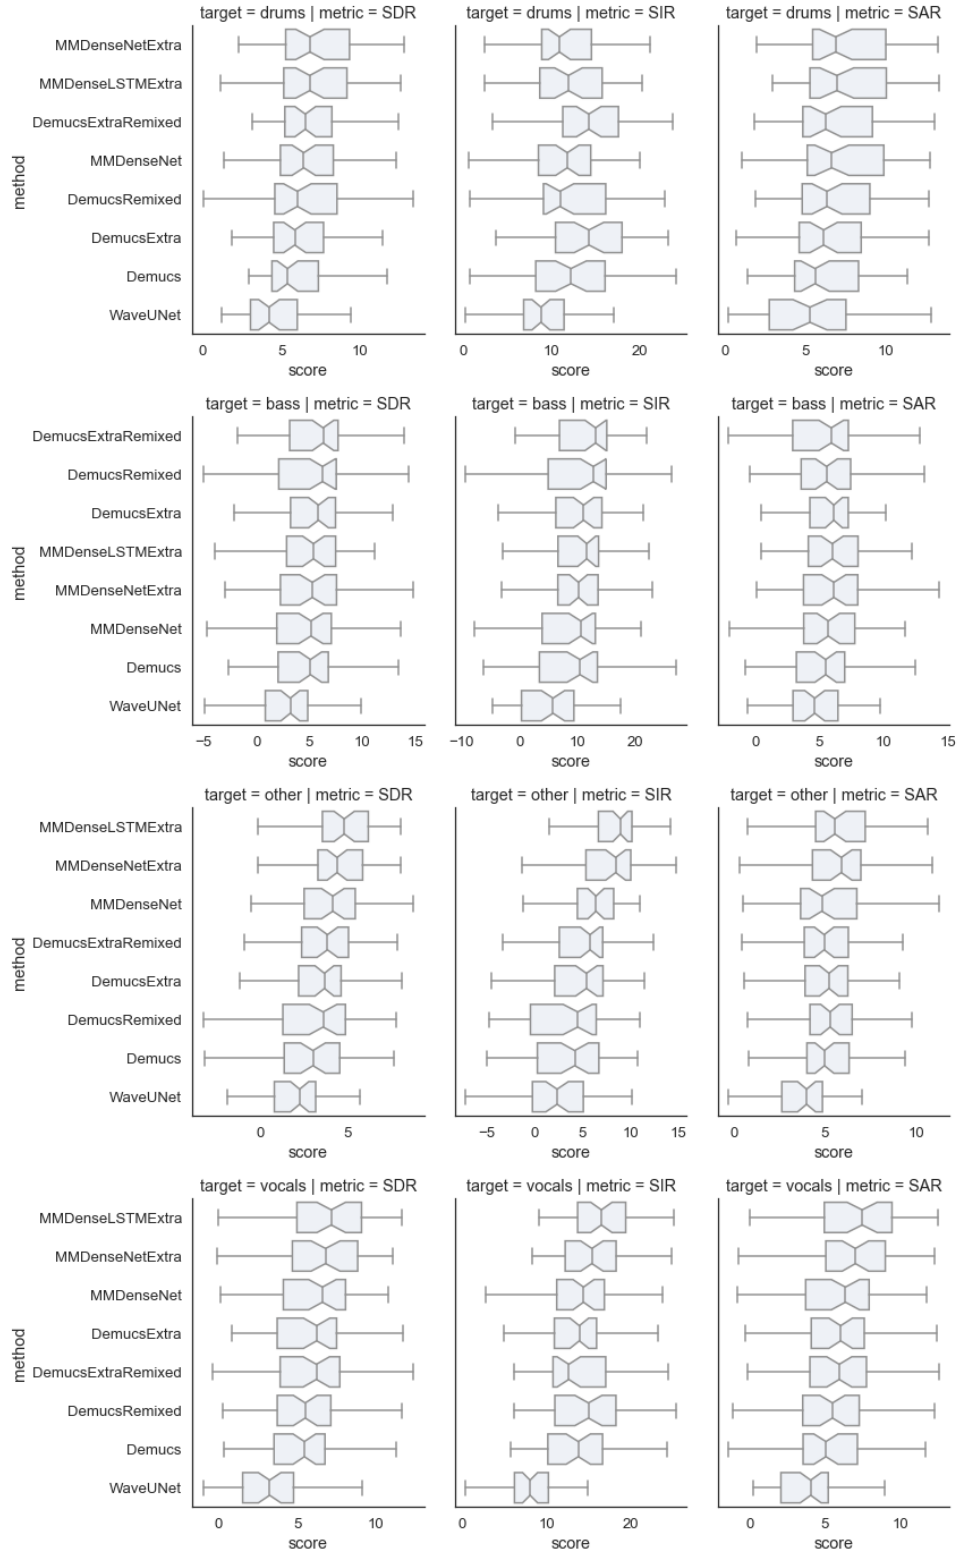 target = drums | metric = SDR
target = drums | metric = SIR
target = drums | metric = SAR
MMDenseNetExtra
MMDenseLSTMExtra
DemucsExtraRemixed
MMDenseNet
DemucsRemixed
DemucsExtra
Demucs
WaveUNet
method
0 5 10
score
0 10 20
score
0 5 10
score
target = bass | metric = SDR
target = bass | metric = SIR
target = bass | metric = SAR
DemucsExtraRemixed
DemucsRemixed
DemucsExtra
MMDenseLSTMExtra
MMDenseNetExtra
MMDenseNet
Demucs
WaveUNet
method
−5 0 5 10 15
score
−10 0 10 20
score
0 5 10 15
score
target = other | metric = SDR
target = other | metric = SIR
target = other | metric = SAR
MMDenseLSTMExtra
MMDenseNetExtra
MMDenseNet
DemucsExtraRemixed
DemucsExtra
DemucsRemixed
Demucs
WaveUNet
method
0 5
score
−5 0 5 10 15
score
0 5 10
score
target = vocals | metric = SDR
target = vocals | metric = SIR
target = vocals | metric = SAR
MMDenseLSTMExtra
MMDenseNetExtra
MMDenseNet
DemucsExtra
DemucsExtraRemixed
DemucsRemixed
Demucs
WaveUNet
method
0 5 10
score
0 10 20
score
0 5 10
score